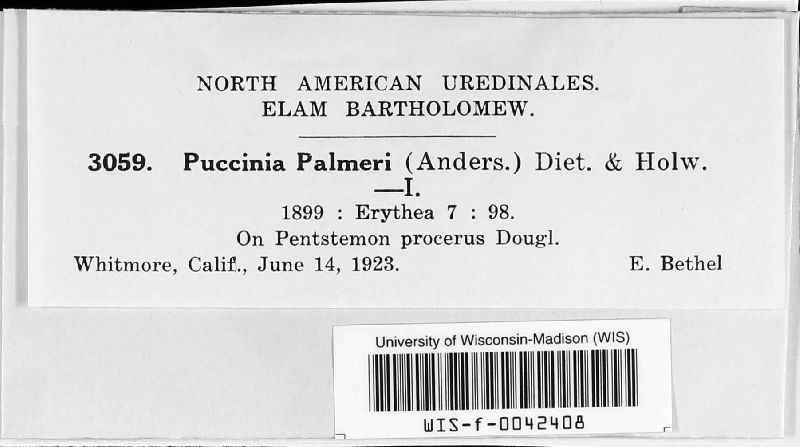 NORTH AMERICAN UREDINALES.
ELAM BARTHOLOMEW.
3059. Puccinia Palmeri (Anders.) Diet. & Holw.
—I.
1899 : Erythea 7 : 98.
On Pentstemon procerus Dougl.
Whitmore, Calif., June 14, 1923. E. Bethel
University of Wisconsin-Madison (WIS)
WIS-f-0042408